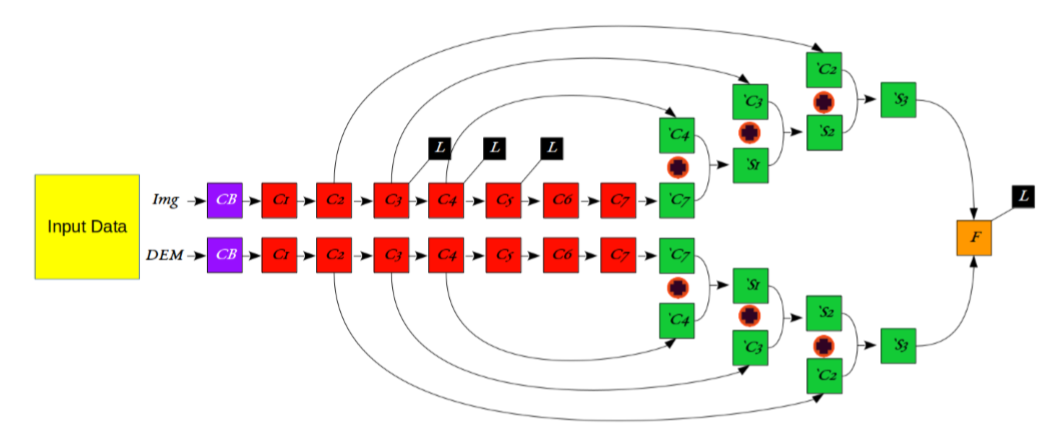 `C2
`C3
`S3
`C4
`S2
L L L
`S1
Img CB C1 C2 C3 C4 C5 C6 C7 `C7
L
Input Data
F
DEM CB C1 C2 C3 C4 C5 C6 C7 `C7
`S1
`S2
`C4
`C3
`S3
`C2